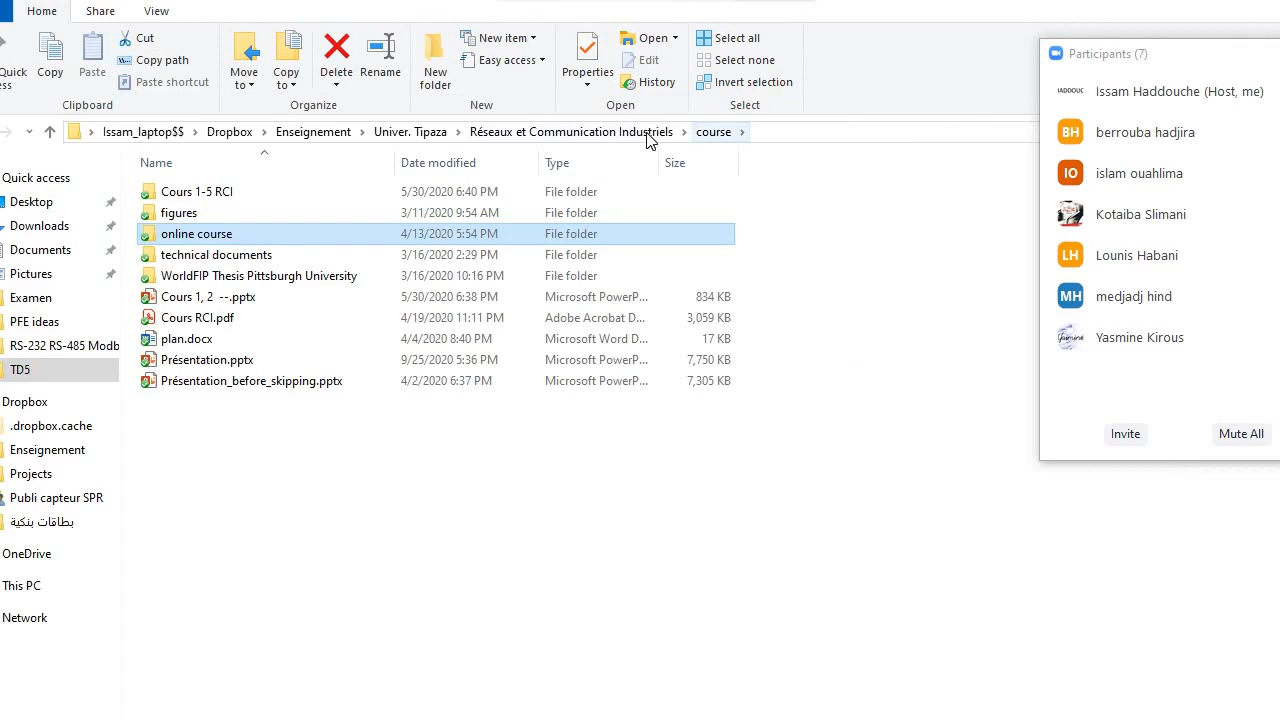 Home Share View
Quick access
Copy
Paste
Cut
Copy path
Paste shortcut
Clipboard
Move to
Copy to
Delete
Rename
Organize
New folder
New item
Easy access
New
Properties
Open
Edit
History
Open
Select all
Select none
Invert selection
Select
Issam_laptop$$ > Dropbox > Enseignement > Univer. Tipaza > Réseaux et Communication Industriels > course >
Name Date modified Type Size
Cours 1-5 RCI 5/30/2020 6:40 PM File folder
figures 3/11/2020 9:54 AM File folder
online course 4/13/2020 5:54 PM File folder
technical documents 3/16/2020 2:29 PM File folder
WorldFIP Thesis Pittsburgh University 3/16/2020 10:16 PM File folder
Cours 1, 2 --.pptx 5/30/2020 6:38 PM Microsoft PowerP... 834 KB
Cours RCI.pdf 4/19/2020 11:11 PM Adobe Acrobat D... 3,059 KB
plan.docx 4/4/2020 8:40 PM Microsoft Word D... 17 KB
Présentation.pptx 9/25/2020 5:36 PM Microsoft PowerP... 7,750 KB
Présentation_before_skipping.pptx 4/2/2020 6:37 PM Microsoft PowerP... 7,305 KB
Quick access
Desktop
Downloads
Documents
Pictures
Examen
PFE ideas
RS-232 RS-485 Modb
TD5
Dropbox
.dropbox.cache
Enseignement
Projects
Publi capteur SPR
بطاقات بنكية
OneDrive
This PC
Network
Participants (7)
Issam Haddouche (Host, me)
BH berrouba hadjira
IO islam ouahlima
Kotaiba Slimani
LH Lounis Habani
MH medjadj hind
Yasmine Yasmine Kirous
Invite Mute All